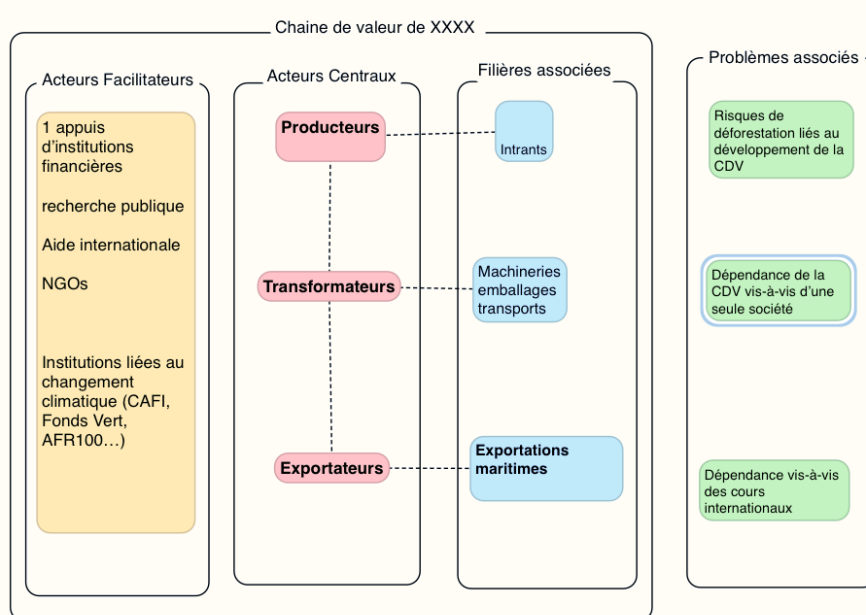 Chaine de valeur de XXXX
Acteurs Facilitateurs
1 appuis
d'institutions
financières
recherche publique
Aide internationale
NGOs
Institutions liées au
changement
climatique (CAFI,
Fonds Vert,
AFR100…)
Acteurs Centraux
Producteurs
Transformateurs
Exportateurs
Filières associées
Intrants
Machineries
emballages
transports
Exportations
maritimes
Problèmes associés
Risques de
déforestation liés au
développement de la
CDV
Dépendance de la
CDV vis-à-vis d'une
seule société
Dépendance vis-à-vis
des cours
internationaux